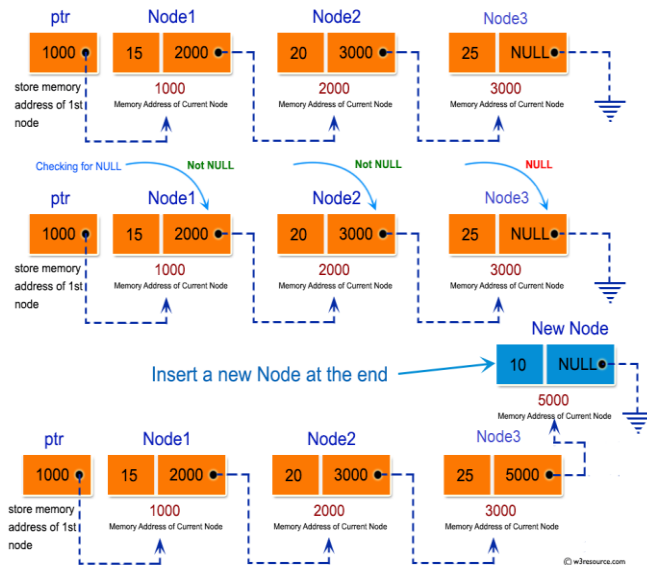 ptr Node1 Node2 Node3
1000 15 2000 20 3000 25 NULL
store memory address of 1st node
1000 2000 3000
Memory Address of Current Node Memory Address of Current Node Memory Address of Current Node
Checking for NULL Not NULL Not NULL NULL
ptr Node1 Node2 Node3
1000 15 2000 20 3000 25 NULL
store memory address of 1st node
1000 2000 3000
Memory Address of Current Node Memory Address of Current Node Memory Address of Current Node
New Node
Insert a new Node at the end
10 NULL
5000
Memory Address of Current Node
ptr Node1 Node2 Node3
1000 15 2000 20 3000 25 5000
store memory address of 1st node
1000 2000 3000
Memory Address of Current Node Memory Address of Current Node Memory Address of Current Node
© w3resource.com